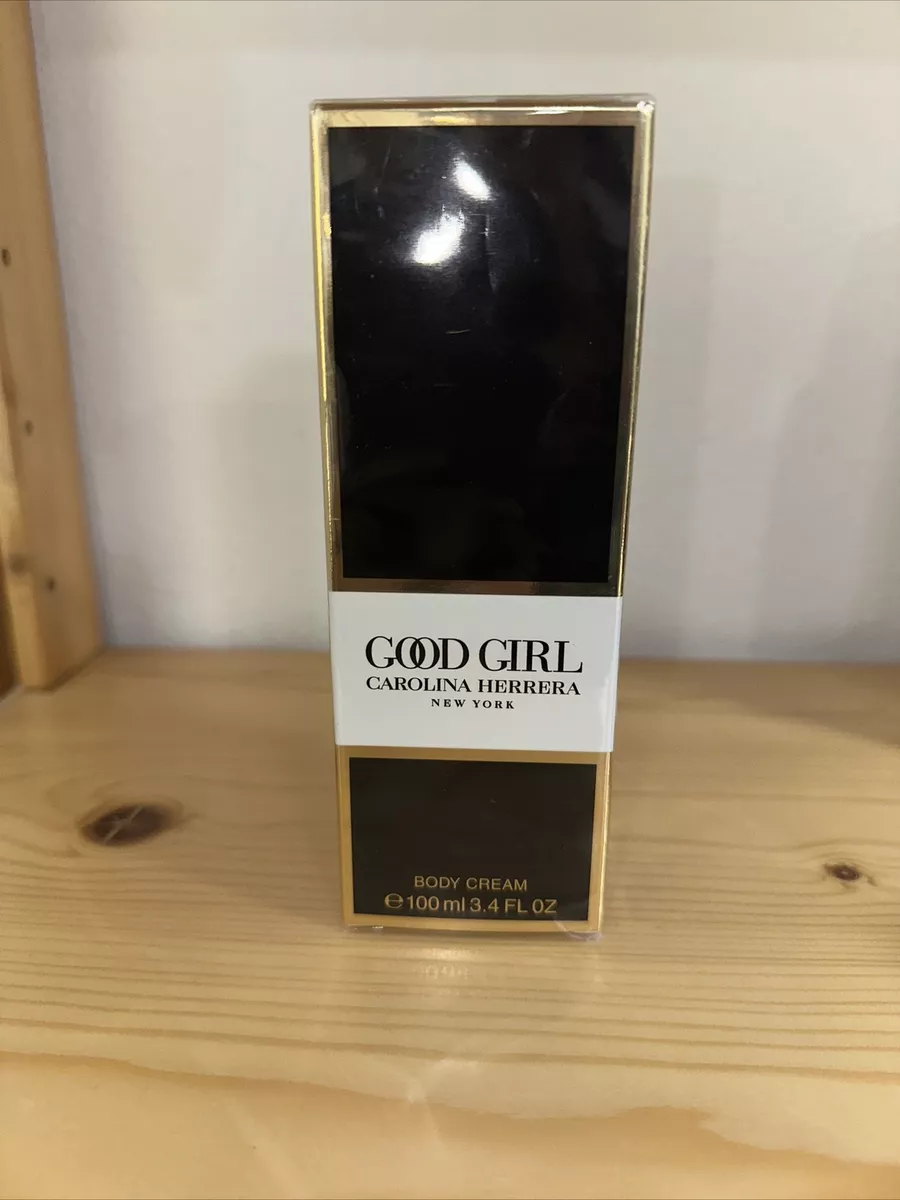 GOOD GIRL
CAROLINA HERRERA
NEW YORK
BODY CREAM
℮100 ml 3.4 FL OZ